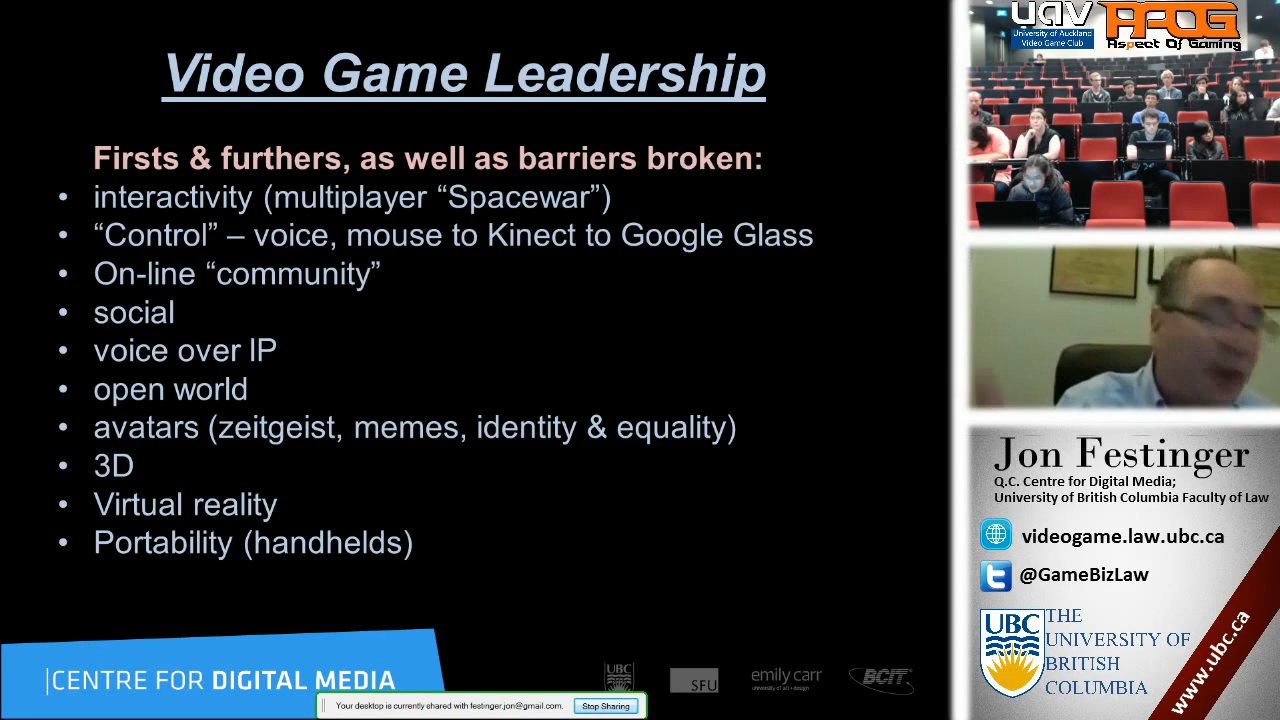 Video Game Leadership
Firsts & furthers, as well as barriers broken:
• interactivity (multiplayer “Spacewar”)
• “Control” – voice, mouse to Kinect to Google Glass
• On-line “community”
• social
• voice over IP
• open world
• avatars (zeitgeist, memes, identity & equality)
• 3D
• Virtual reality
• Portability (handhelds)
CENTRE FOR DIGITAL MEDIA
UBC
SFU
emily carr
university of art + design
BCIT
Your desktop is currently shared with festinger.jon@gmail.com.
Stop Sharing
University of Auckland
Video Game Club
Aspect Of Gaming
Jon Festinger
Q.C. Centre for Digital Media;
University of British Columbia Faculty of Law
videogame.law.ubc.ca
@GameBizLaw
UBC
THE
UNIVERSITY OF
BRITISH
COLUMBIA
www.ubc.ca